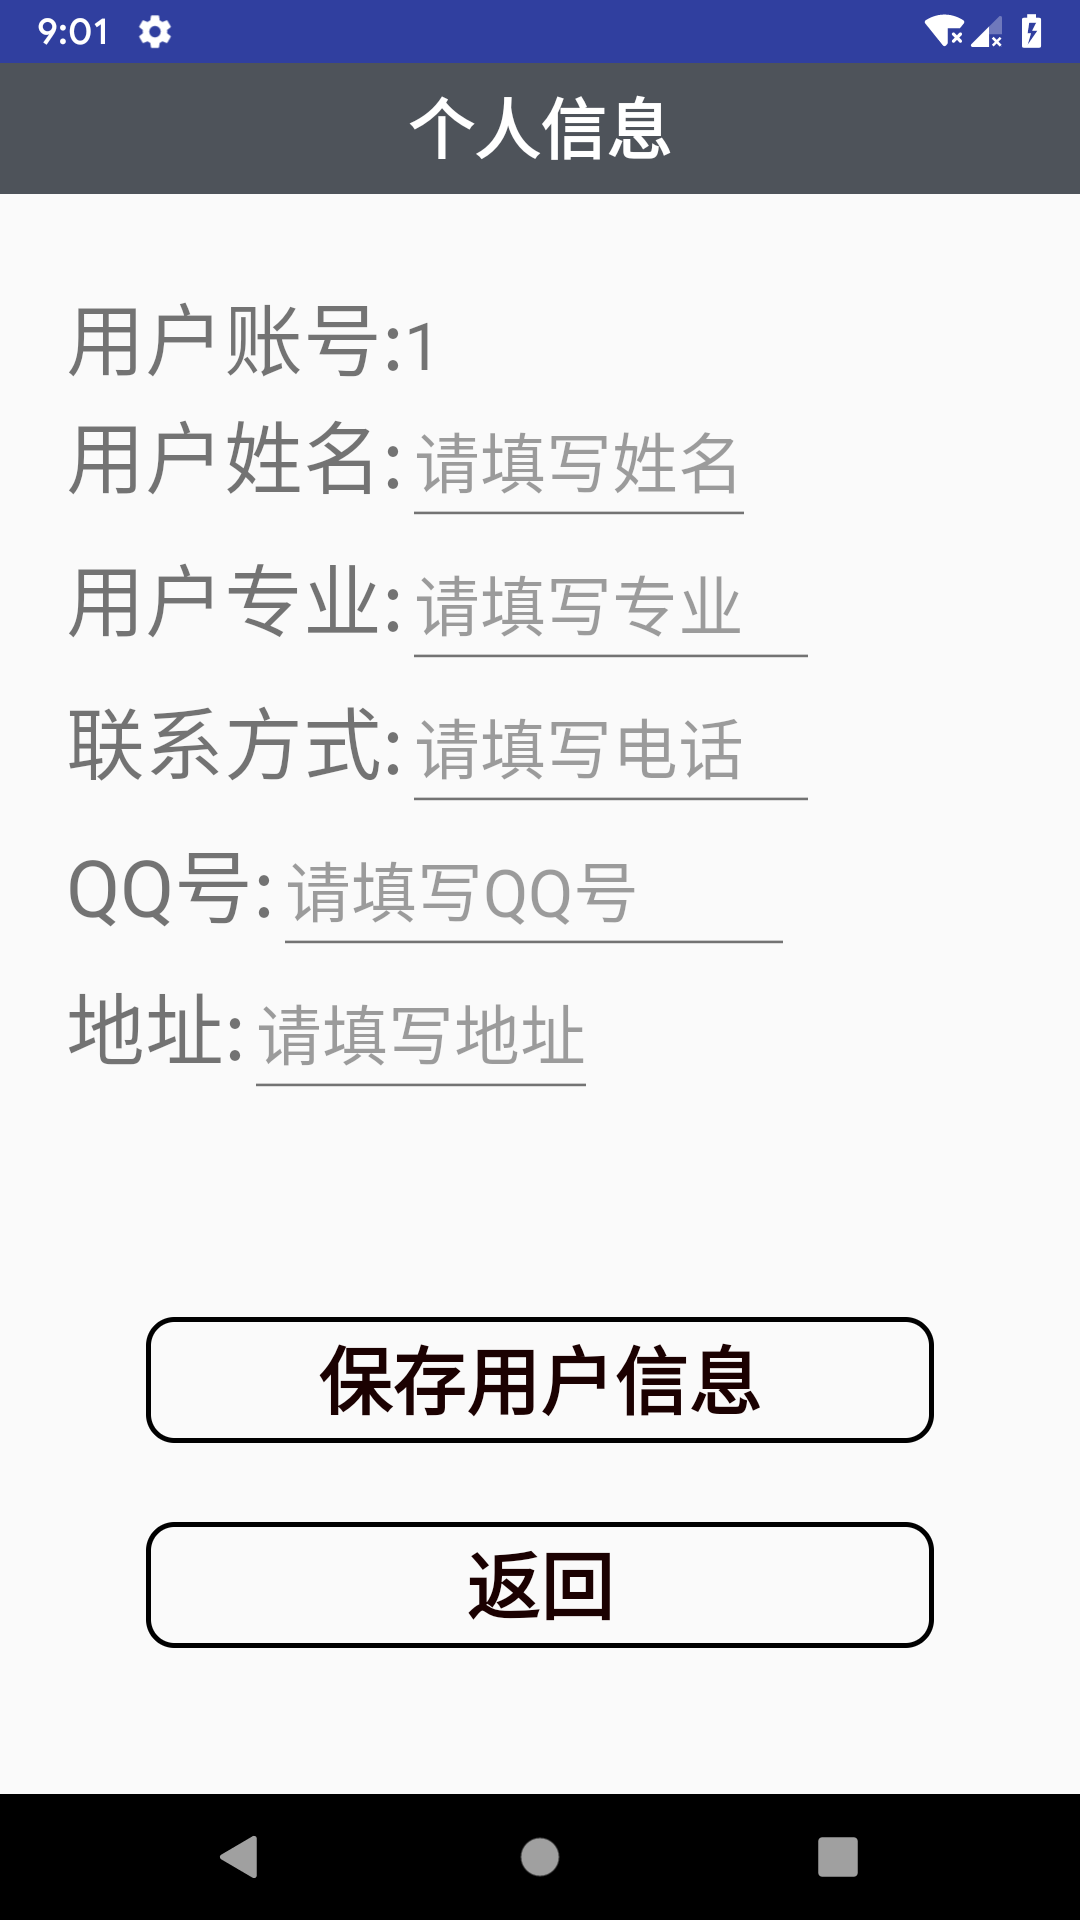 9:01
个人信息
用户账号:1
用户姓名:请填写姓名
用户专业:请填写专业
联系方式:请填写电话
QQ号:请填写QQ号
地址:请填写地址
保存用户信息
返回